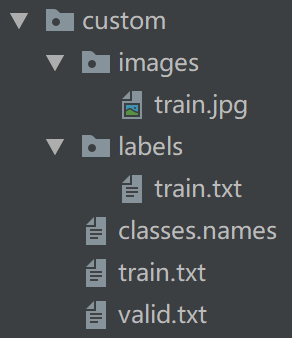 custom
images
train.jpg
labels
train.txt
classes.names
train.txt
valid.txt